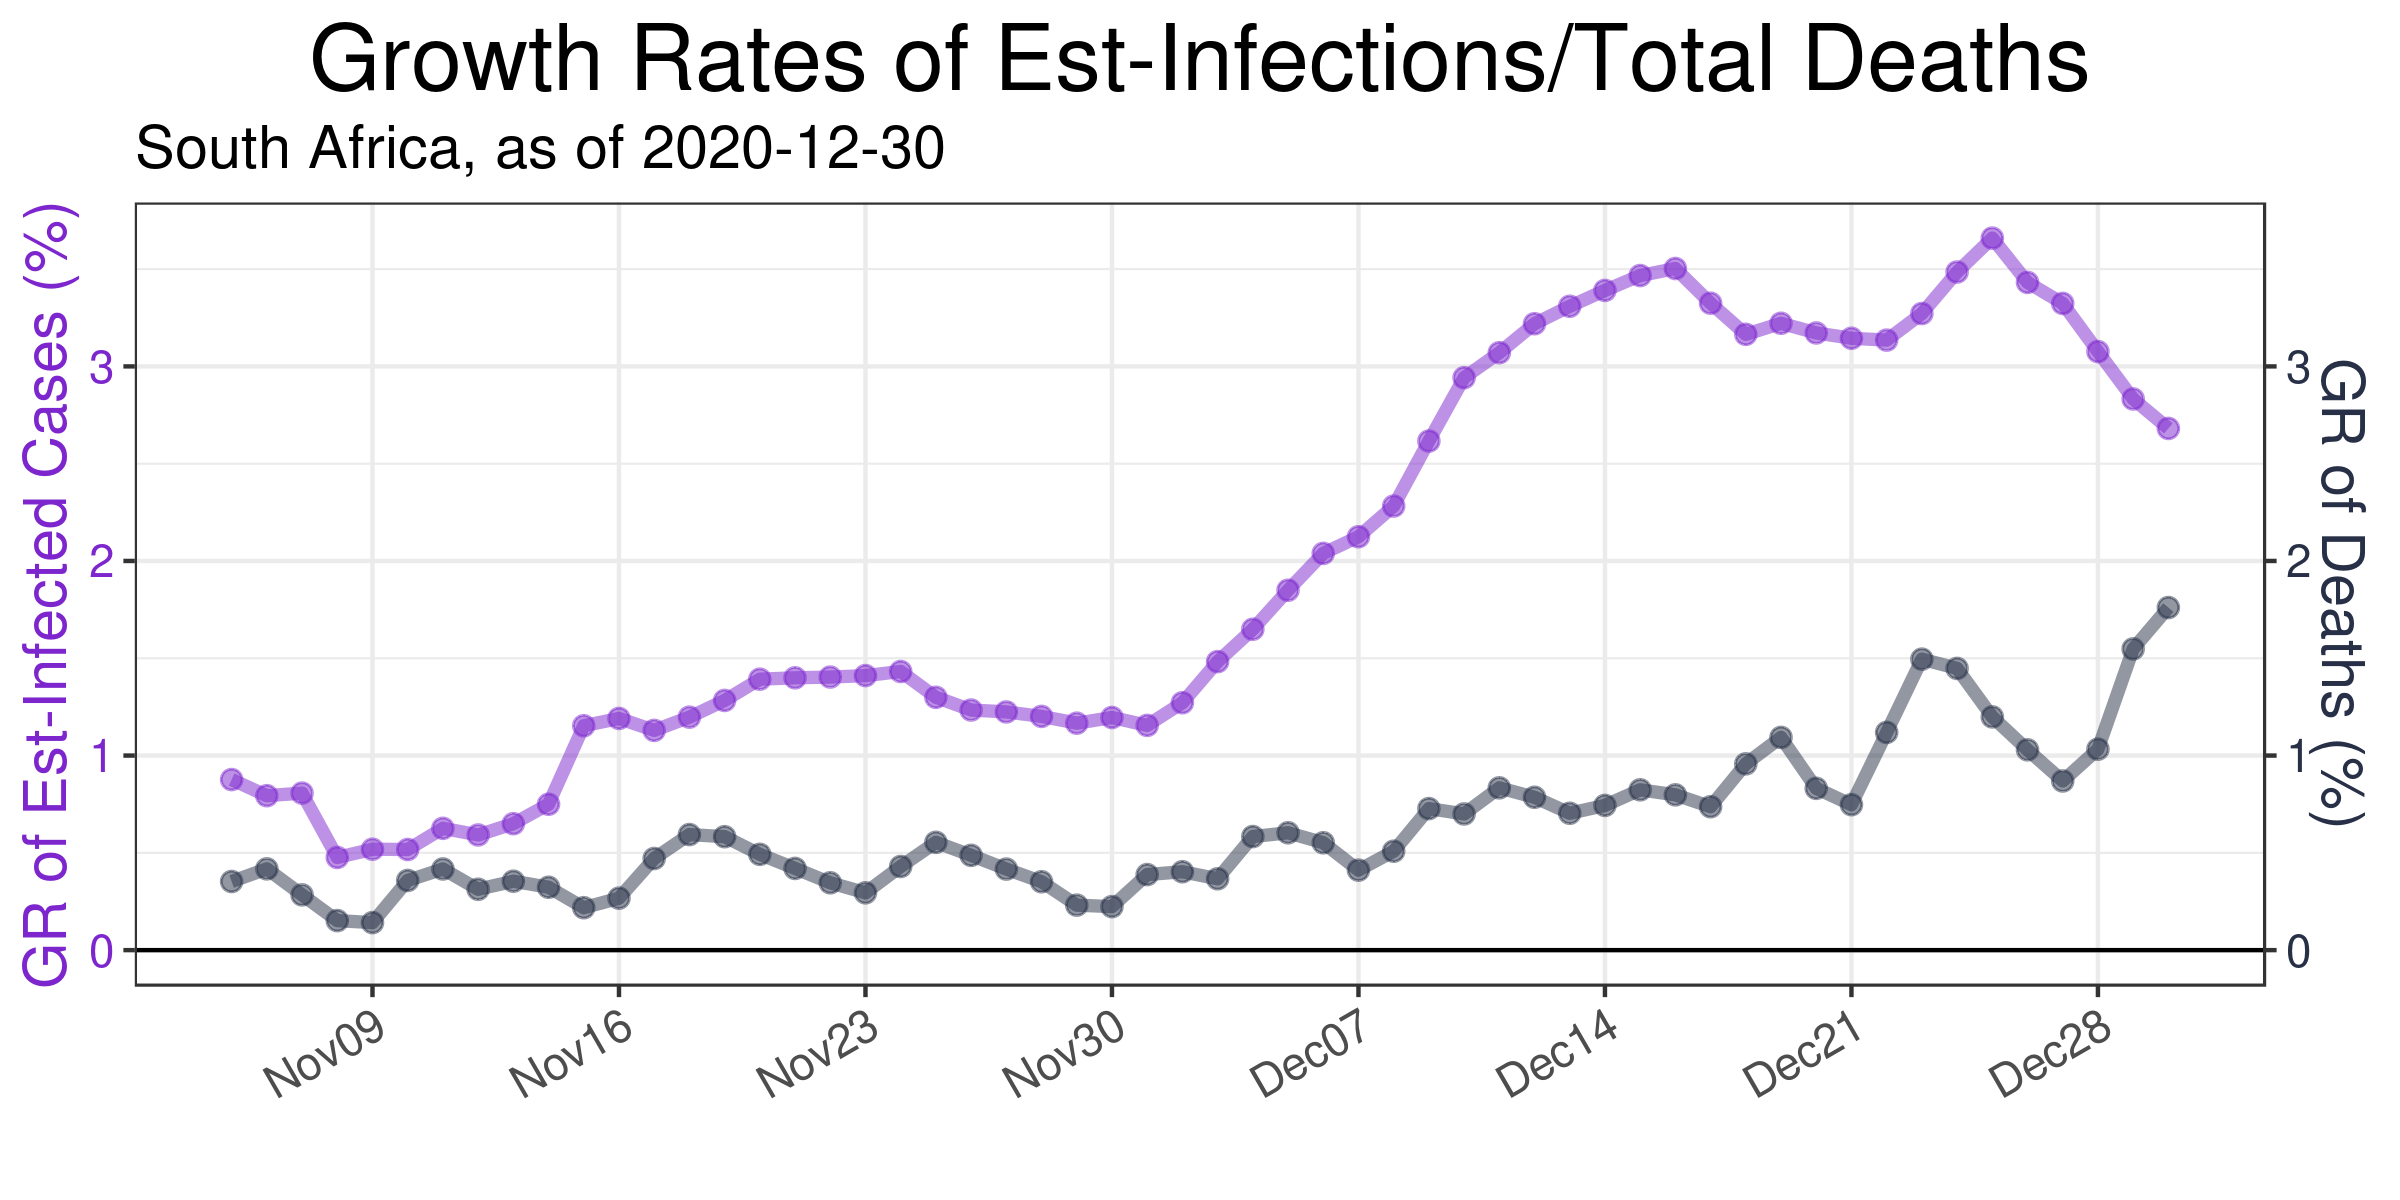 Growth Rates of Est-Infections/Total Deaths
South Africa, as of 2020-12-30
GR of Est-Infected Cases (%)
3
2
1
0
3
2
1
0
GR of Deaths (%)
Nov09
Nov16
Nov23
Nov30
Dec07
Dec14
Dec21
Dec28